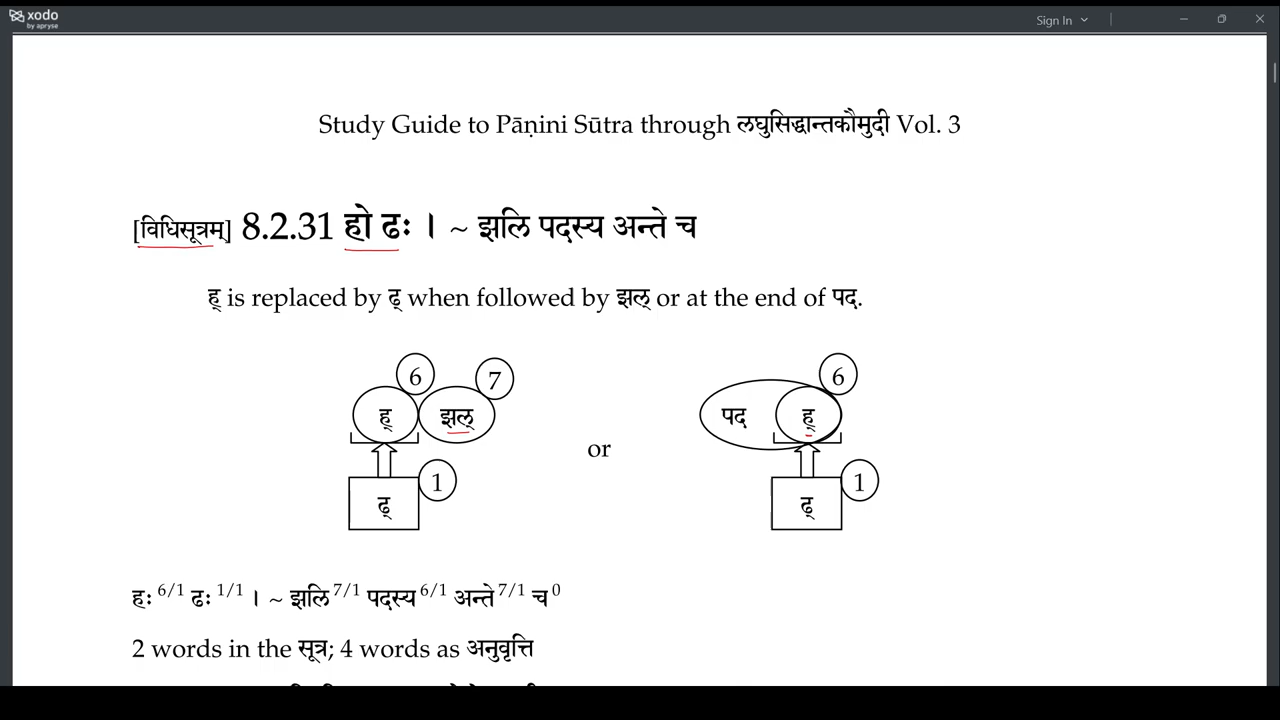 xodo
by apryse
Sign In
Study Guide to Pāṇini Sūtra through लघुसिद्धान्तकौमुदी Vol. 3
[विधिसूत्रम्] 8.2.31 हो ढः । ~ झलि पदस्य अन्ते च
ह् is replaced by ढ् when followed by झल् or at the end of पद.
6 7 6
ह् झल् पद ह्
or
1 1
ढ् ढ्
हः 6/1 ढः 1/1 । ~ झलि 7/1 पदस्य 6/1 अन्ते 7/1 च 0
2 words in the सूत्र; 4 words as अनुवृत्ति